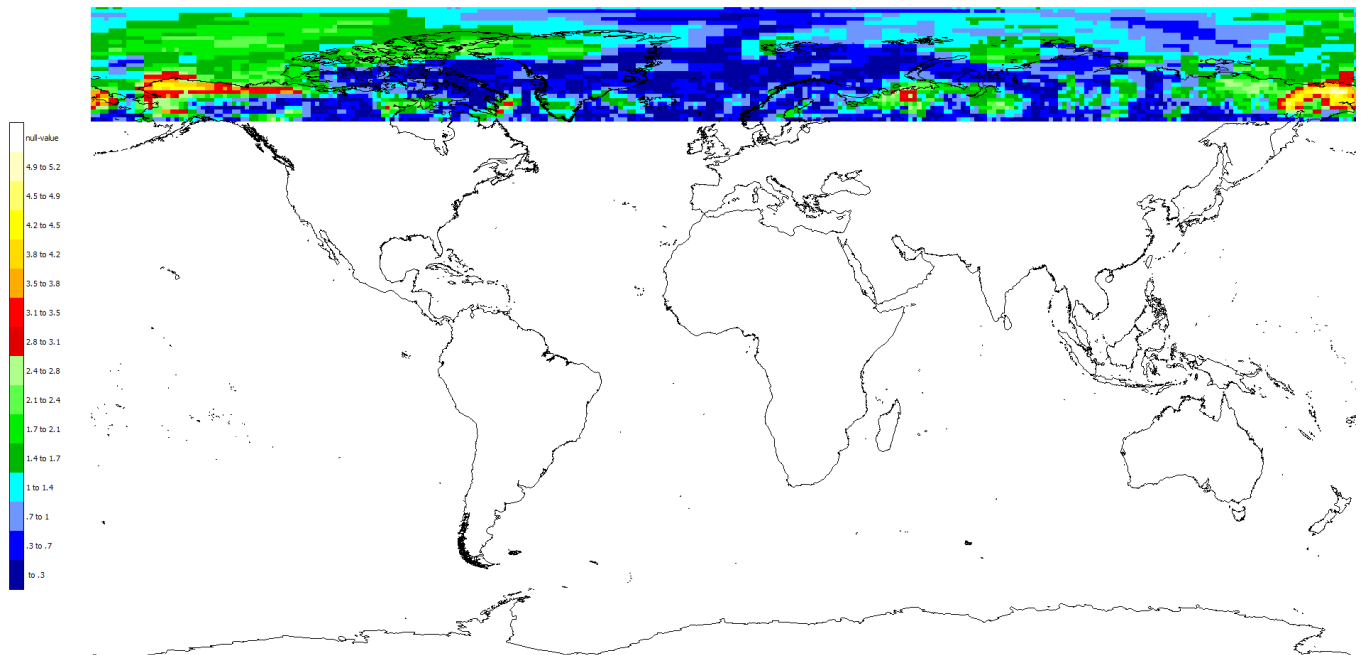 null-value
4.9 to 5.2
4.5 to 4.9
4.2 to 4.5
3.8 to 4.2
3.5 to 3.8
3.1 to 3.5
2.8 to 3.1
2.4 to 2.8
2.1 to 2.4
1.7 to 2.1
1.4 to 1.7
1 to 1.4
.7 to 1
.3 to .7
to .3